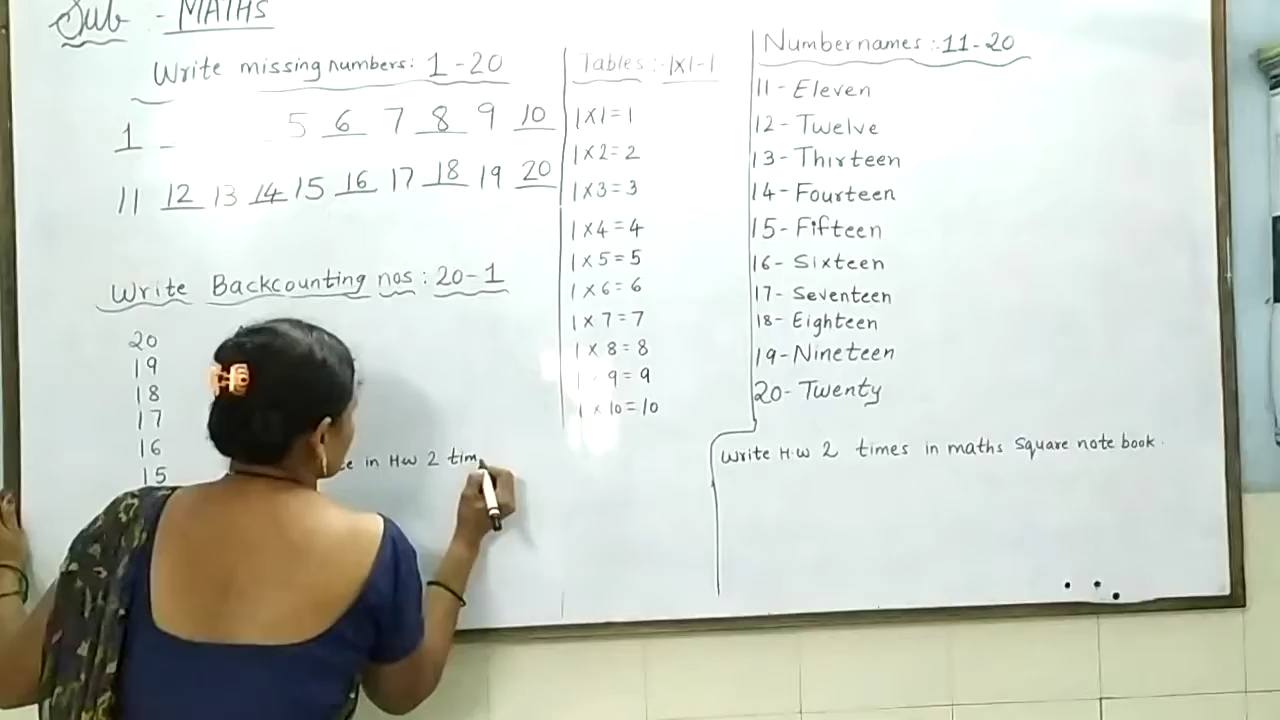 Sub - MATHS
Write missing numbers: 1-20
1 _ 5 6 7 8 9 10
11 12 13 14 15 16 17 18 19 20
Write Backcounting nos: 20-1
20
19
18
17
16
15
in HW 2 tim
Tables :- 1x1-1
1x1=1
1x2=2
1x3=3
1x4=4
1x5=5
1x6=6
1x7=7
1x8=8
1 9=9
1x10=10
Number names :-11-20
11- Eleven
12- Twelve
13- Thirteen
14- Fourteen
15- Fifteen
16- Sixteen
17- Seventeen
18- Eighteen
19- Nineteen
20- Twenty
Write H.W 2 times in maths Square note book.